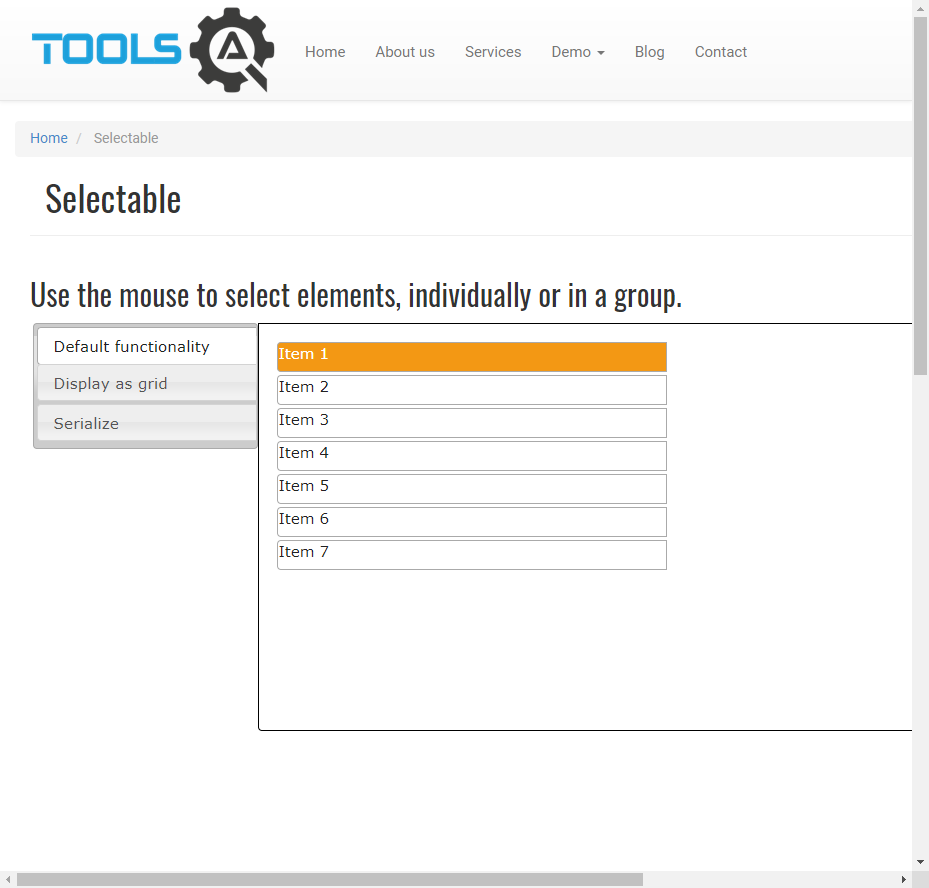 TOOLS QA
Home About us Services Demo Blog Contact
Home / Selectable
Selectable
Use the mouse to select elements, individually or in a group.
Default functionality
Display as grid
Serialize
Item 1
Item 2
Item 3
Item 4
Item 5
Item 6
Item 7